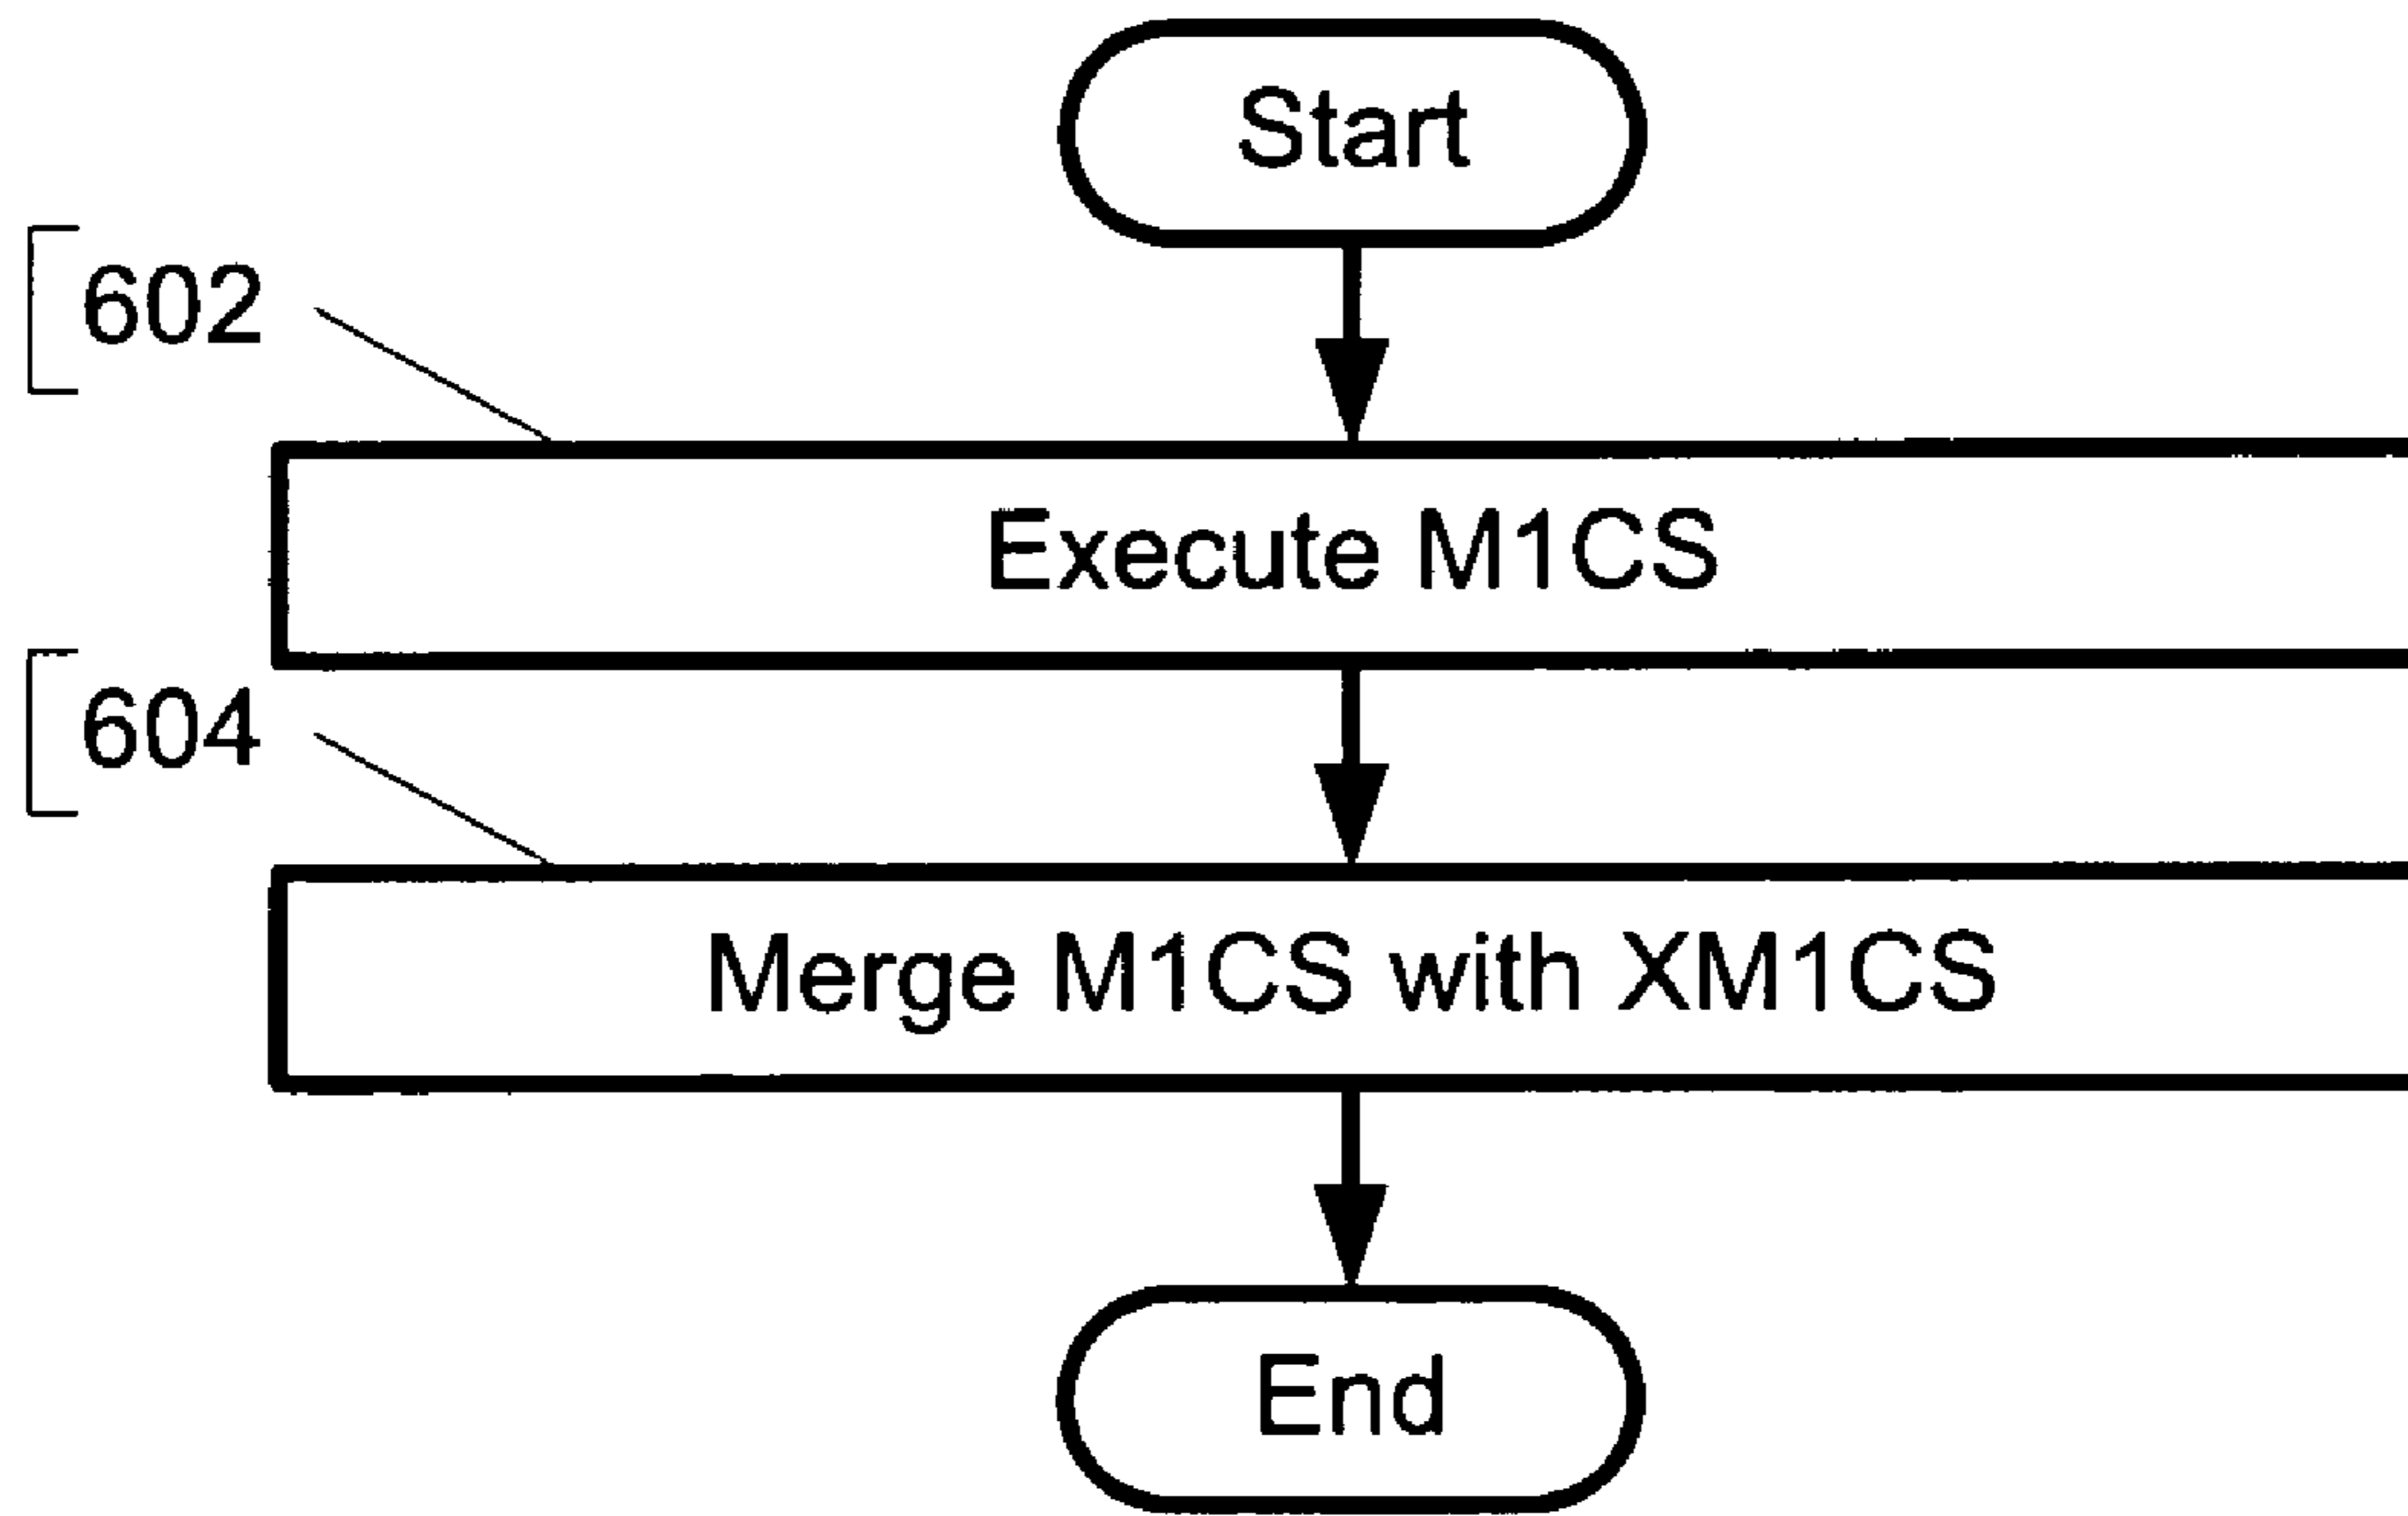 Start
602
Execute M1CS
604
Merge M1CS with XM1CS
End